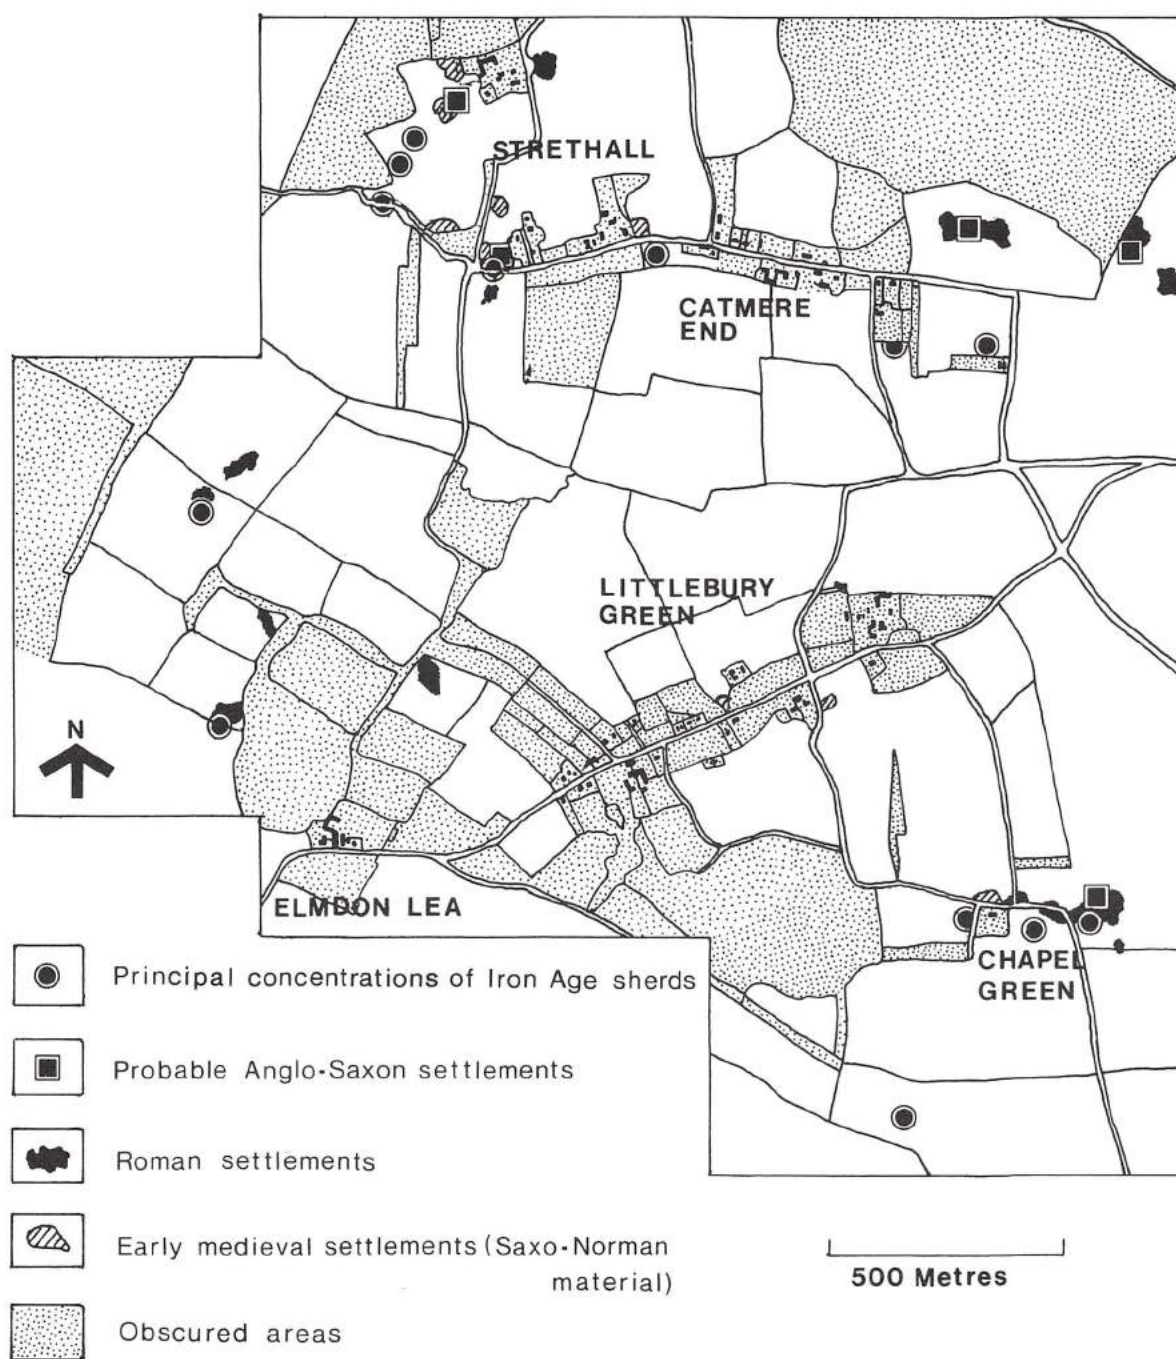 STRETHALL
CATMERE
END
LITTLEBURY
GREEN
N
ELMDON LEA
CHAPEL
GREEN
Principal concentrations of Iron Age sherds
Probable Anglo-Saxon settlements
Roman settlements
Early medieval settlements (Saxo-Norman
material)
500 Metres
Obscured areas